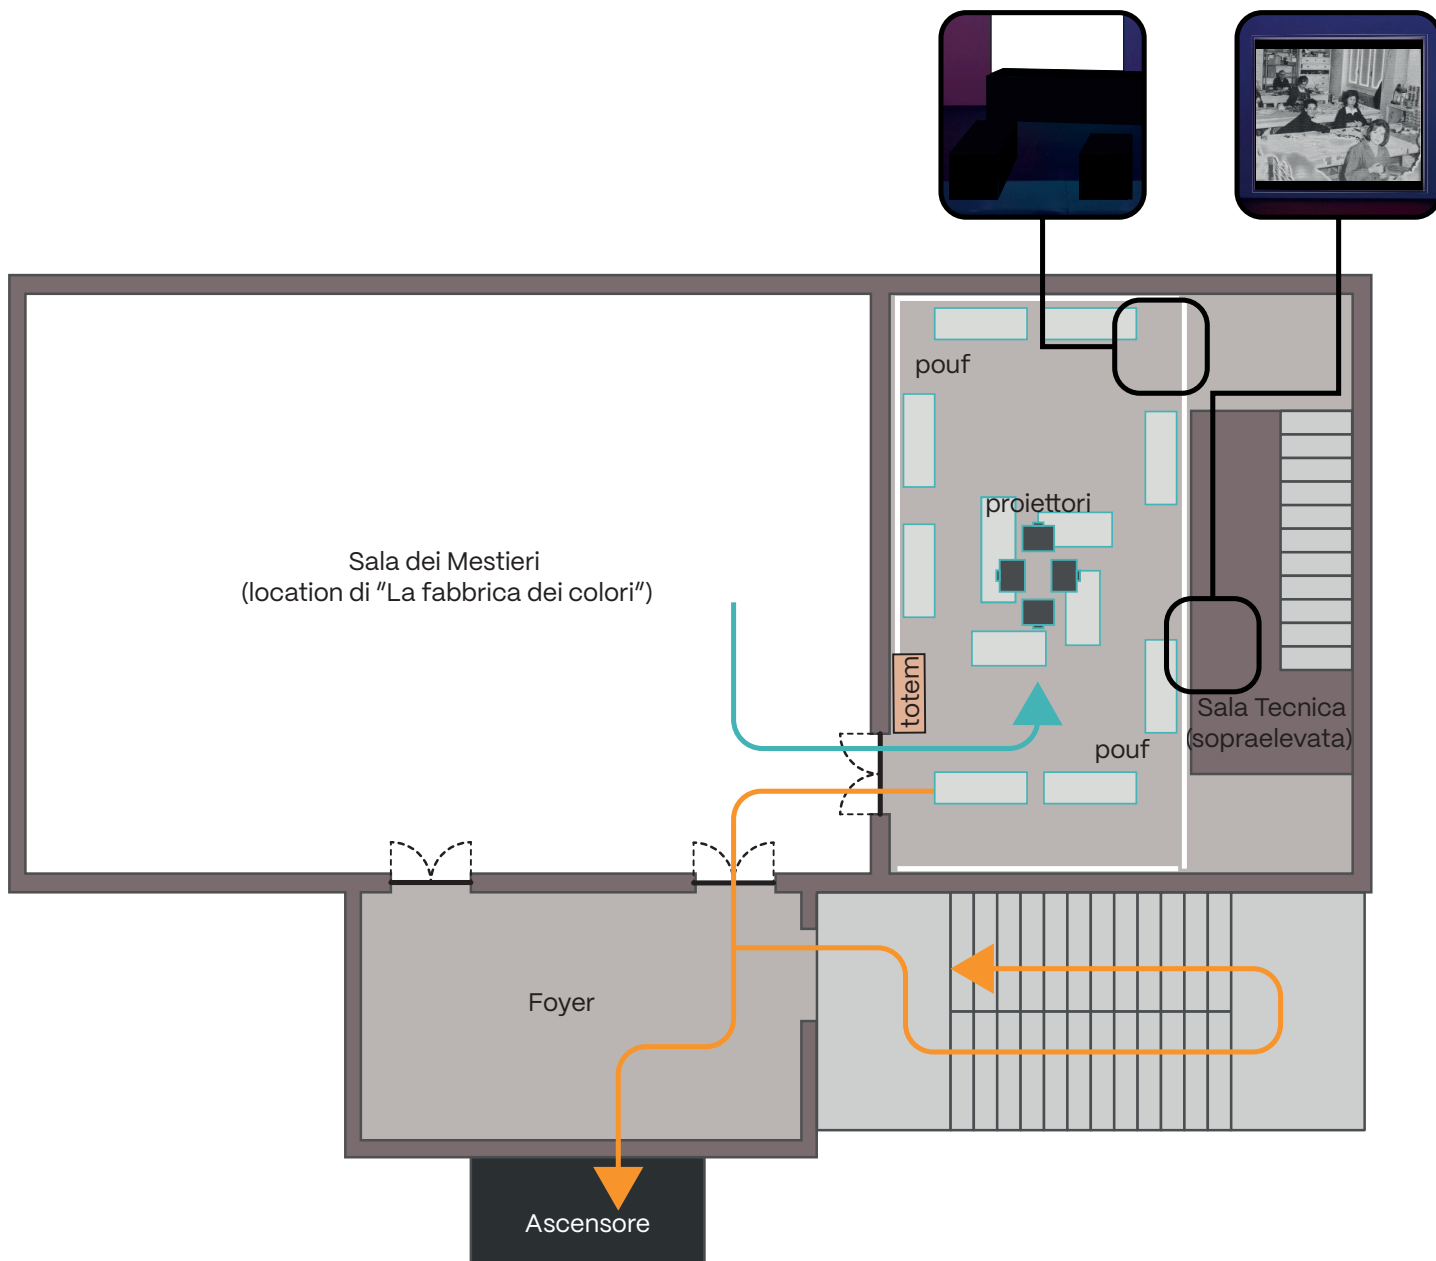 pouf
proiettori
Sala dei Mestieri
(location di "La fabbrica dei colori")
totem
Sala Tecnica
(sopraelevata)
pouf
Foyer
Ascensore